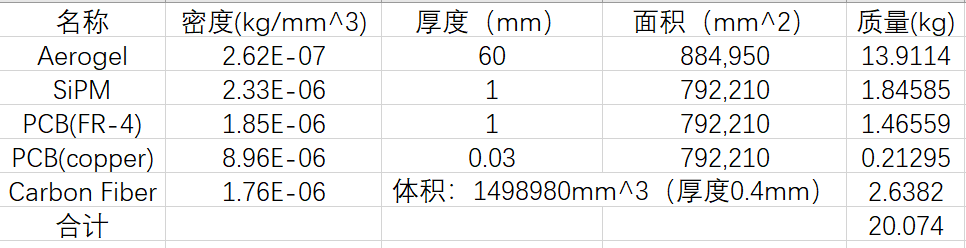 名称 密度(kg/mm^3) 厚度（mm） 面积（mm^2） 质量(kg)
Aerogel 2.62E-07 60 884,950 13.9114
SiPM 2.33E-06 1 792,210 1.84585
PCB(FR-4) 1.85E-06 1 792,210 1.46559
PCB(copper) 8.96E-06 0.03 792,210 0.21295
Carbon Fiber 1.76E-06 体积：1498980mm^3（厚度0.4mm） 2.6382
合计 20.074